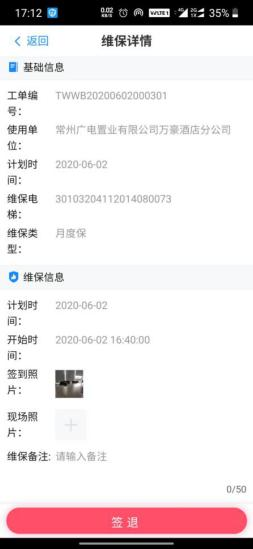 17:12 0.02 KB/S VoLTE1 4G 2G 1X 35%
返回 维保详情
基础信息
工单编 TWWB20200602000301
号:
使用单 常州广电置业有限公司万豪酒店分公司
位:
计划时 2020-06-02
间:
维保电 30103204112014080073
梯:
维保类 月度保
型:
维保信息
计划时 2020-06-02
间:
开始时 2020-06-02 16:40:00
间:
签到照
片:
现场照
片:
维保备注: 请输入备注
0/50
签退